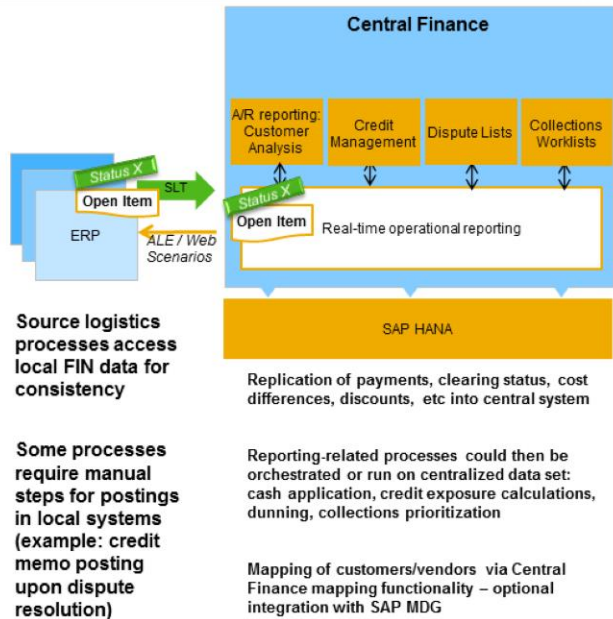 Central Finance
A/R reporting:
Customer
Analysis
Credit
Management
Dispute Lists
Collections
Worklists
Status X
SLT
Open Item
ERP
ALE / Web
Scenarios
Status X
Open Item
Real-time operational reporting
SAP HANA
Source logistics
processes access
local FIN data for
consistency
Replication of payments, clearing status, cost
differences, discounts, etc into central system
Some processes
require manual
steps for postings
in local systems
(example: credit
memo posting
upon dispute
resolution)
Reporting-related processes could then be
orchestrated or run on centralized data set:
cash application, credit exposure calculations,
dunning, collections prioritization
Mapping of customers/vendors via Central
Finance mapping functionality – optional
integration with SAP MDG